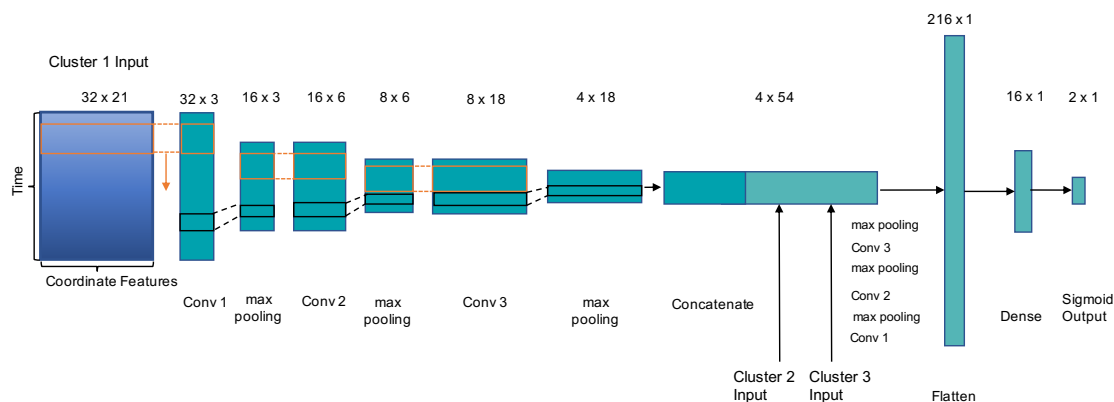 216 x 1
Cluster 1 Input
32 x 21
32 x 3
16 x 3
16 x 6
8 x 6
8 x 18
4 x 18
4 x 54
16 x 1
2 x 1
Time
Coordinate Features
Conv 1
max
pooling
Conv 2
max
pooling
Conv 3
max
pooling
Concatenate
max pooling
Conv 3
max pooling
Conv 2
max pooling
Conv 1
Cluster 2
Input
Cluster 3
Input
Flatten
Dense
Sigmoid
Output